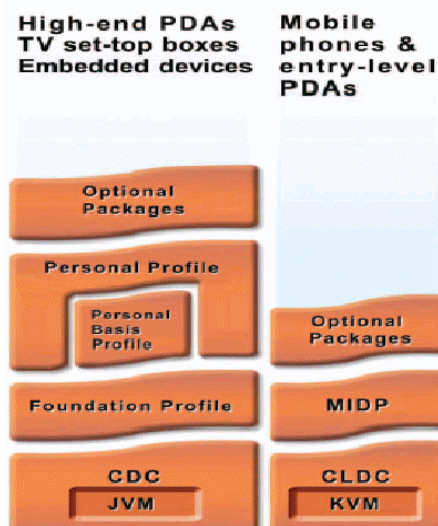 High-end PDAs
TV set-top boxes
Embedded devices
Mobile
phones &
entry-level
PDAs
Optional
Packages
Personal Profile
Personal
Basis
Profile
Foundation Profile
CDC
JVM
Optional
Packages
MIDP
CLDC
KVM